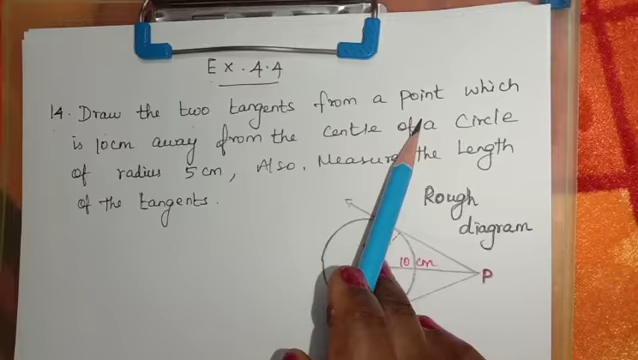 Ex. 4.4
14. Draw the two tangents from a point which
is 10cm away from the centre of a Circle
of radius 5cm, Also, Measure the Length
of the tangents.
Rough
diagram
10 cm
P